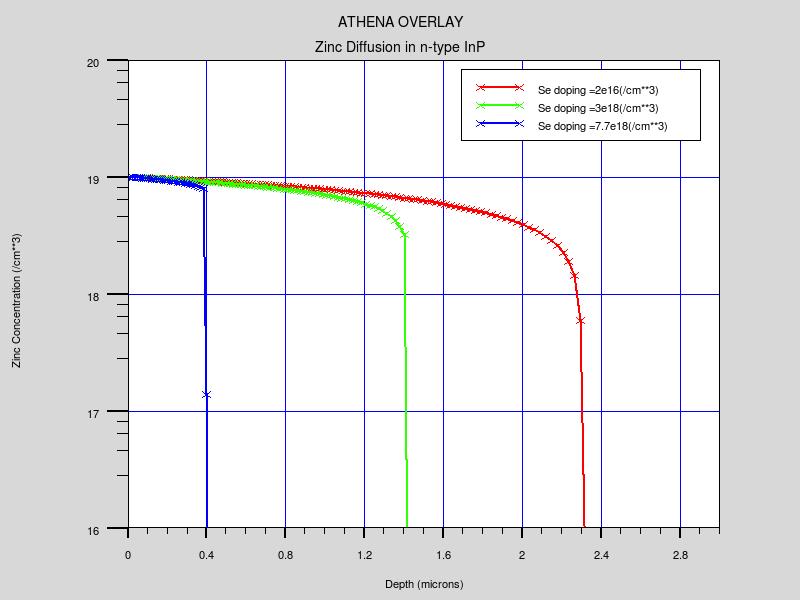 ATHENA OVERLAY
Zinc Diffusion in n-type InP
Se doping =2e16(/cm**3)
Se doping =3e18(/cm**3)
Se doping =7.7e18(/cm**3)
Zinc Concentration (/cm**3)
20
19
18
17
16
0 0.4 0.8 1.2 1.6 2 2.4 2.8
Depth (microns)